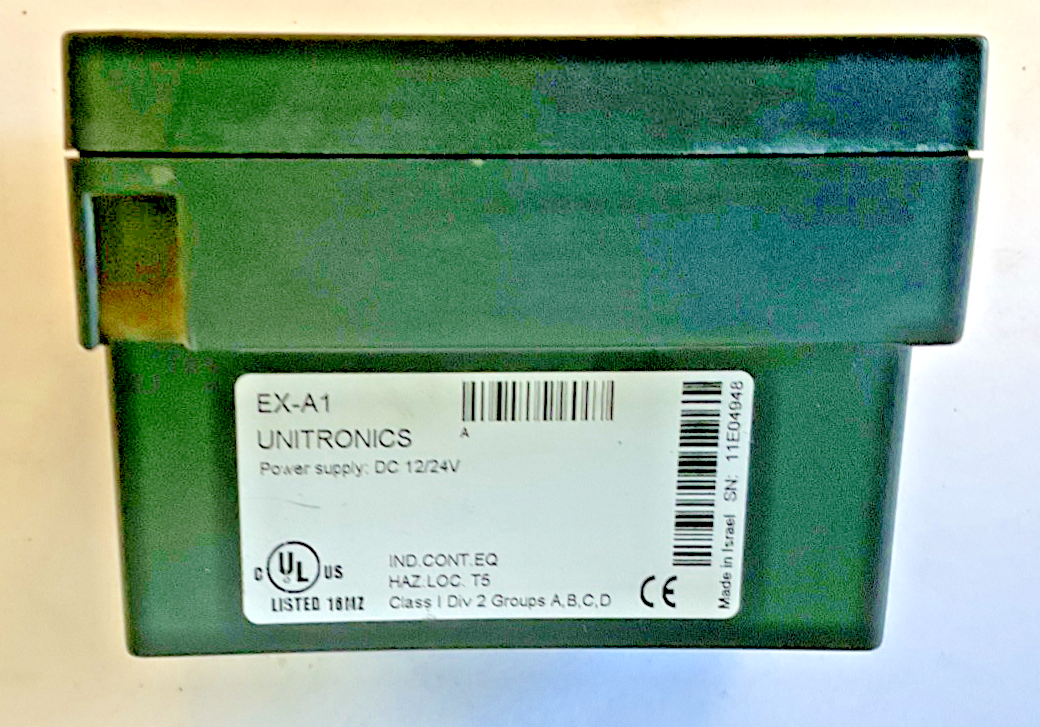 EX-A1
UNITRONICS
Power supply: DC 12/24V
A
C UL US
LISTED 18MZ
IND.CONT.EQ
HAZ.LOC. T5
Class I Div 2 Groups A,B,C,D
CE
Made in Israel SN: 11E04948